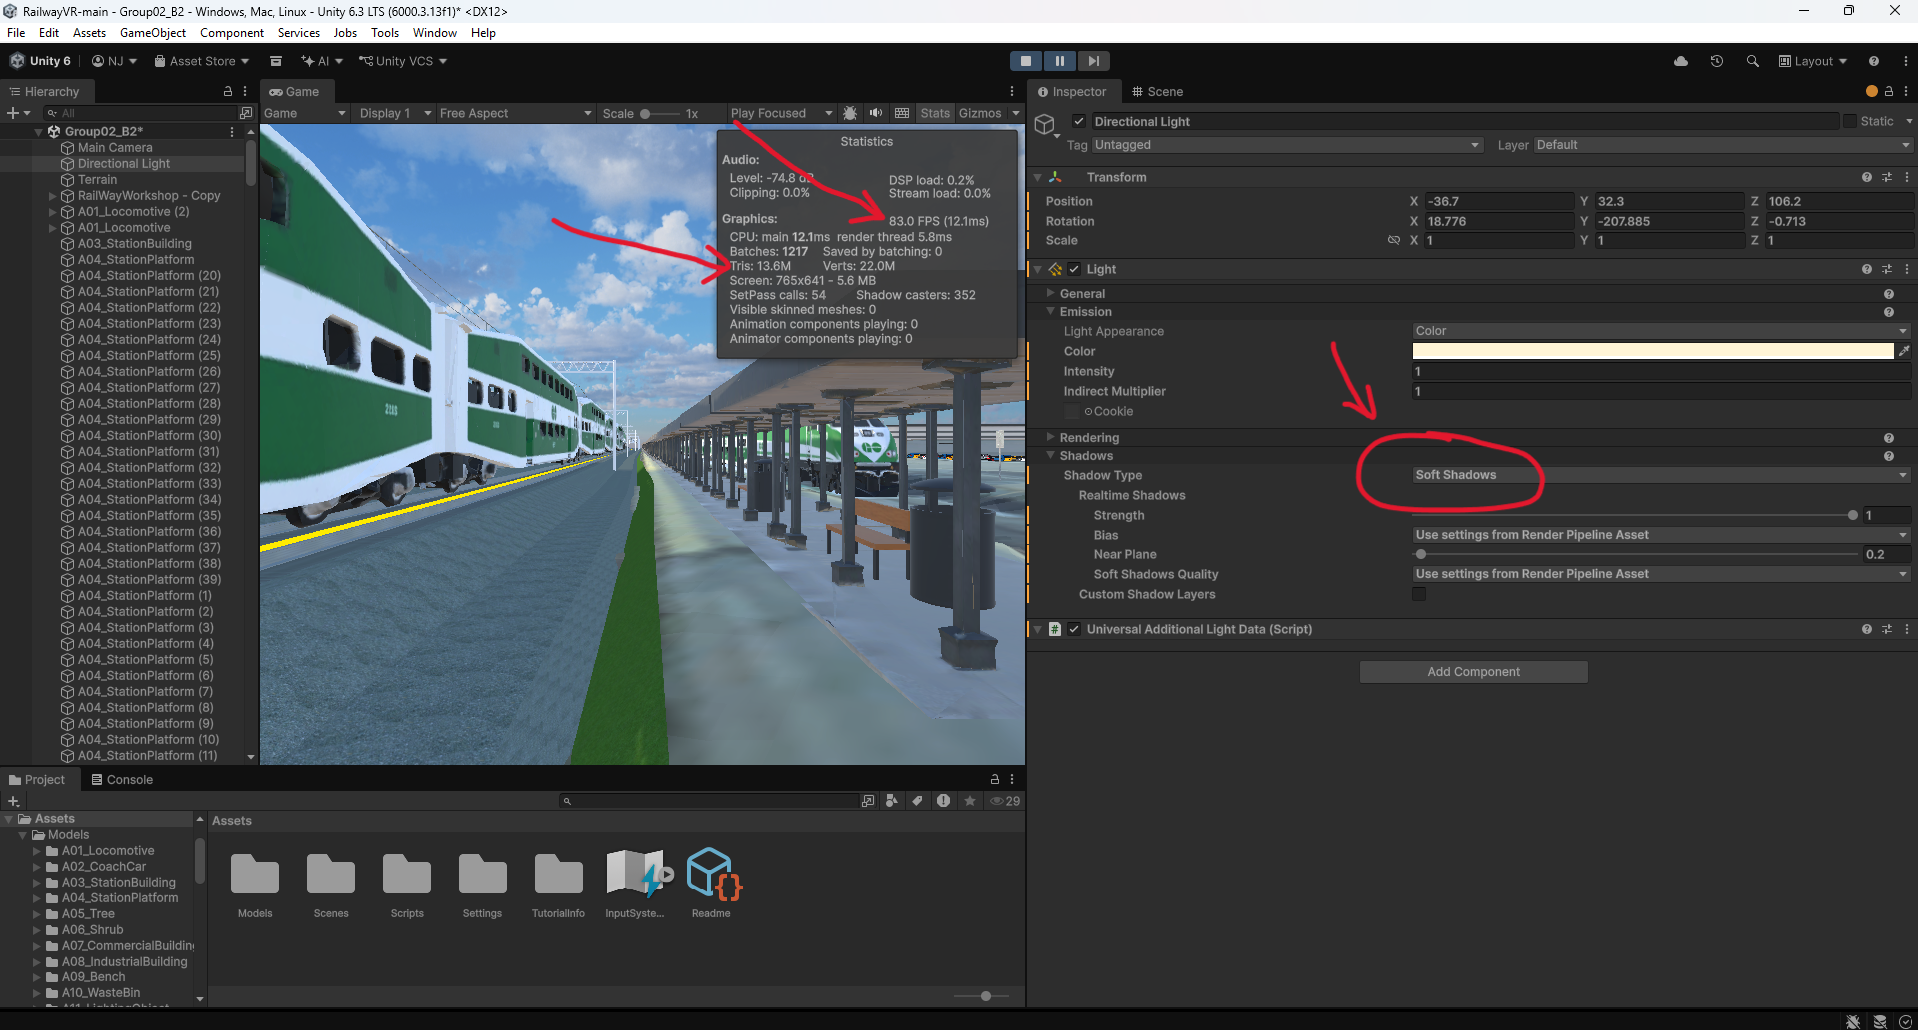 RailwayVR-main - Group02_B2 - Windows, Mac, Linux - Unity 6.3 LTS (6000.3.13f1)* <DX12>
File Edit Assets GameObject Component Services Jobs Tools Window Help
Unity 6 NJ Asset Store AI Unity VCS Layout
Hierarchy
All
Group02_B2*
Main Camera
Directional Light
Terrain
RailWayWorkshop - Copy
A01_Locomotive (2)
A01_Locomotive
A03_StationBuilding
A04_StationPlatform
A04_StationPlatform (20)
A04_StationPlatform (21)
A04_StationPlatform (22)
A04_StationPlatform (23)
A04_StationPlatform (24)
A04_StationPlatform (25)
A04_StationPlatform (26)
A04_StationPlatform (27)
A04_StationPlatform (28)
A04_StationPlatform (29)
A04_StationPlatform (30)
A04_StationPlatform (31)
A04_StationPlatform (32)
A04_StationPlatform (33)
A04_StationPlatform (34)
A04_StationPlatform (35)
A04_StationPlatform (36)
A04_StationPlatform (37)
A04_StationPlatform (38)
A04_StationPlatform (39)
A04_StationPlatform (1)
A04_StationPlatform (2)
A04_StationPlatform (3)
A04_StationPlatform (4)
A04_StationPlatform (5)
A04_StationPlatform (6)
A04_StationPlatform (7)
A04_StationPlatform (8)
A04_StationPlatform (9)
A04_StationPlatform (10)
A04_StationPlatform (11)
Game
Game Display 1 Free Aspect Scale 1x Play Focused Stats Gizmos
Statistics
Audio:
Level: -74.8 dB DSP load: 0.2%
Clipping: 0.0% Stream load: 0.0%
Graphics: 83.0 FPS (12.1ms)
CPU: main 12.1ms render thread 5.8ms
Batches: 1217 Saved by batching: 0
Tris: 13.6M Verts: 22.0M
Screen: 765x641 - 5.6 MB
SetPass calls: 54 Shadow casters: 352
Visible skinned meshes: 0
Animation components playing: 0
Animator components playing: 0
Inspector Scene
Directional Light Static
Tag Untagged Layer Default
Transform
Position X -36.7 Y 32.3 Z 106.2
Rotation X 18.776 Y -207.885 Z -0.713
Scale X 1 Y 1 Z 1
Light
General
Emission
Light Appearance Color
Color
Intensity 1
Indirect Multiplier 1
Cookie
Rendering
Shadows
Shadow Type Soft Shadows
Realtime Shadows
Strength 1
Bias Use settings from Render Pipeline Asset
Near Plane 0.2
Soft Shadows Quality Use settings from Render Pipeline Asset
Custom Shadow Layers
# Universal Additional Light Data (Script)
Add Component
Project Console
29
Assets
Models
A01_Locomotive
A02_CoachCar
A03_StationBuilding
A04_StationPlatform
A05_Tree
A06_Shrub
A07_CommercialBuildin
A08_IndustrialBuilding
A09_Bench
A10_WasteBin
Assets
Models Scenes Scripts Settings TutorialInfo InputSyste... Readme